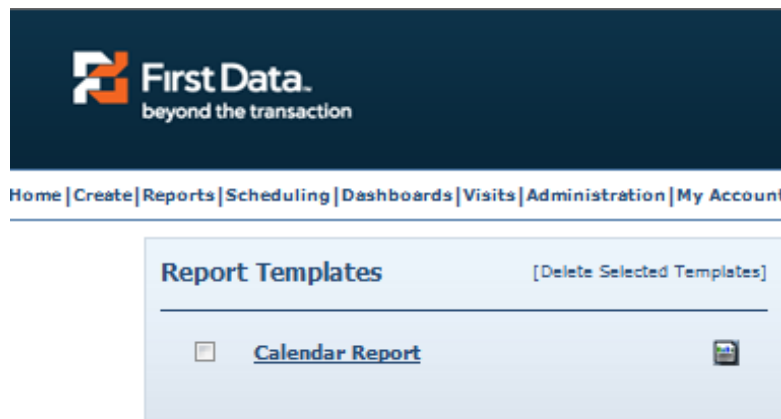 First Data™
beyond the transaction
Home|Create|Reports|Scheduling|Dashboards|Visits|Administration|My Account
Report Templates [Delete Selected Templates]
Calendar Report